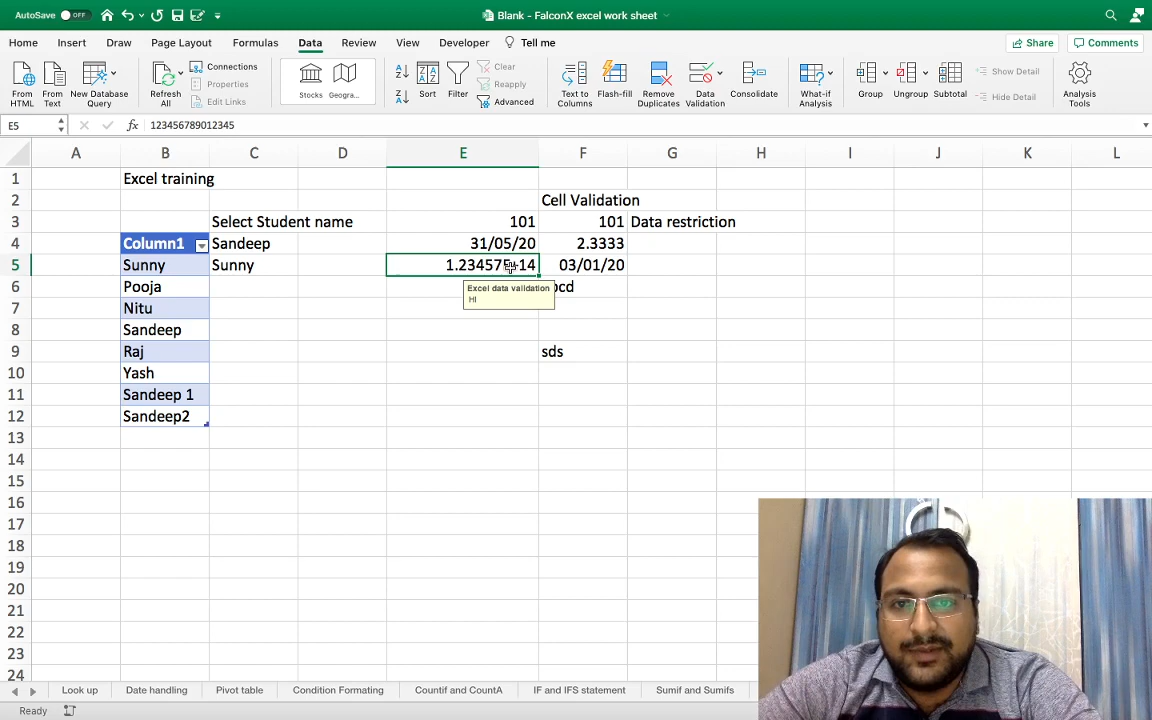 AutoSave OFF
Blank - FalconX excel work sheet
Home Insert Draw Page Layout Formulas Data Review View Developer Tell me
Share Comments
From HTML
From Text
New Database Query
Refresh All
Connections
Properties
Edit Links
Stocks Geogra...
Sort
Filter
Clear
Reapply
Advanced
Text to Columns
Flash-fill
Remove Duplicates
Data Validation
Consolidate
What-if Analysis
Group
Ungroup
Subtotal
Show Detail
Hide Detail
Analysis Tools
E5 fx 123456789012345
A B C D E F G H I J K L
1 Excel training
2 Cell Validation
3 Select Student name 101 101 Data restriction
4 Column1 Sandeep 31/05/20 2.3333
5 Sunny Sunny 1.23457E+14 03/01/20
6 Pooja
Excel data validation
HI
7 Nitu
8 Sandeep
9 Raj sds
10 Yash
11 Sandeep 1
12 Sandeep2
13
14
15
16
17
18
19
20
21
22
23
24
Look up Date handling Pivot table Condition Formating Countif and CountA IF and IFS statement Sumif and Sumifs
Ready